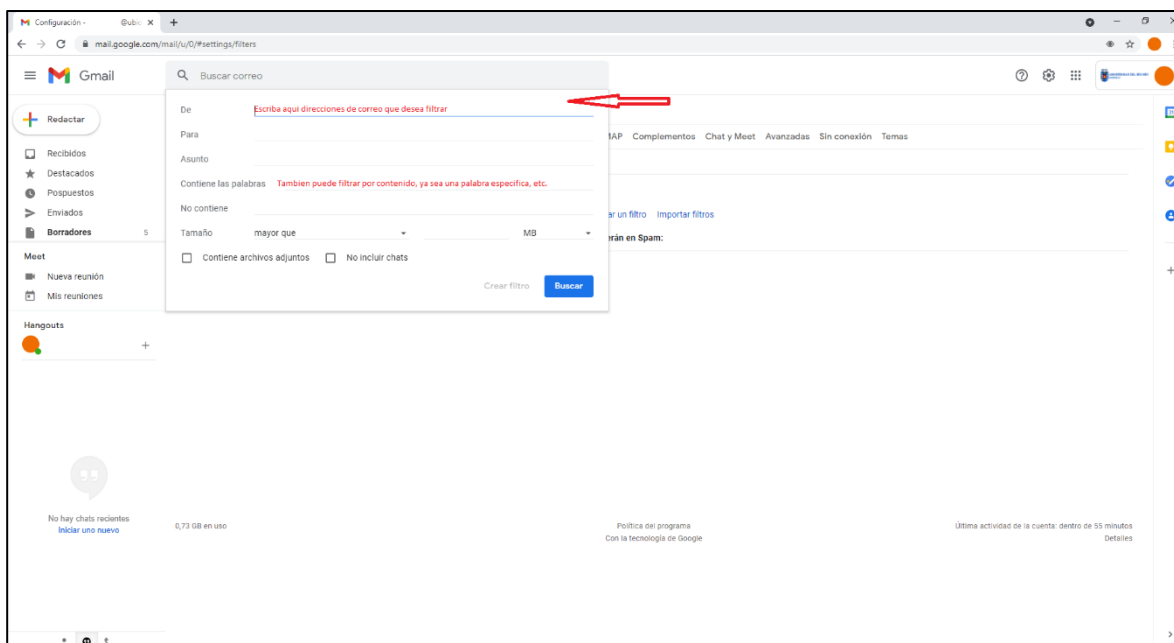 Configuración - @ubi
mail.google.com/mail/u/0/#settings/filters
Gmail
Buscar correo
Redactar
Recibidos
Destacados
Pospuestos
Enviados
Borradores 5
Meet
Nueva reunión
Mis reuniones
Hangouts
No hay chats recientes
Iniciar uno nuevo
De Escriba aqui direcciones de correo que desea filtrar
Para
Asunto
Contiene las palabras Tambien puede filtrar por contenido, ya sea una palabra especifica, etc.
No contiene
Tamaño mayor que MB
Contiene archivos adjuntos No incluir chats
Crear filtro Buscar
MAP Complementos Chat y Meet Avanzadas Sin conexión Temas
ar un filtro Importar filtros
erán en Spam:
0,73 GB en uso
Política del programa
Con la tecnología de Google
Última actividad de la cuenta: dentro de 55 minutos
Detalles